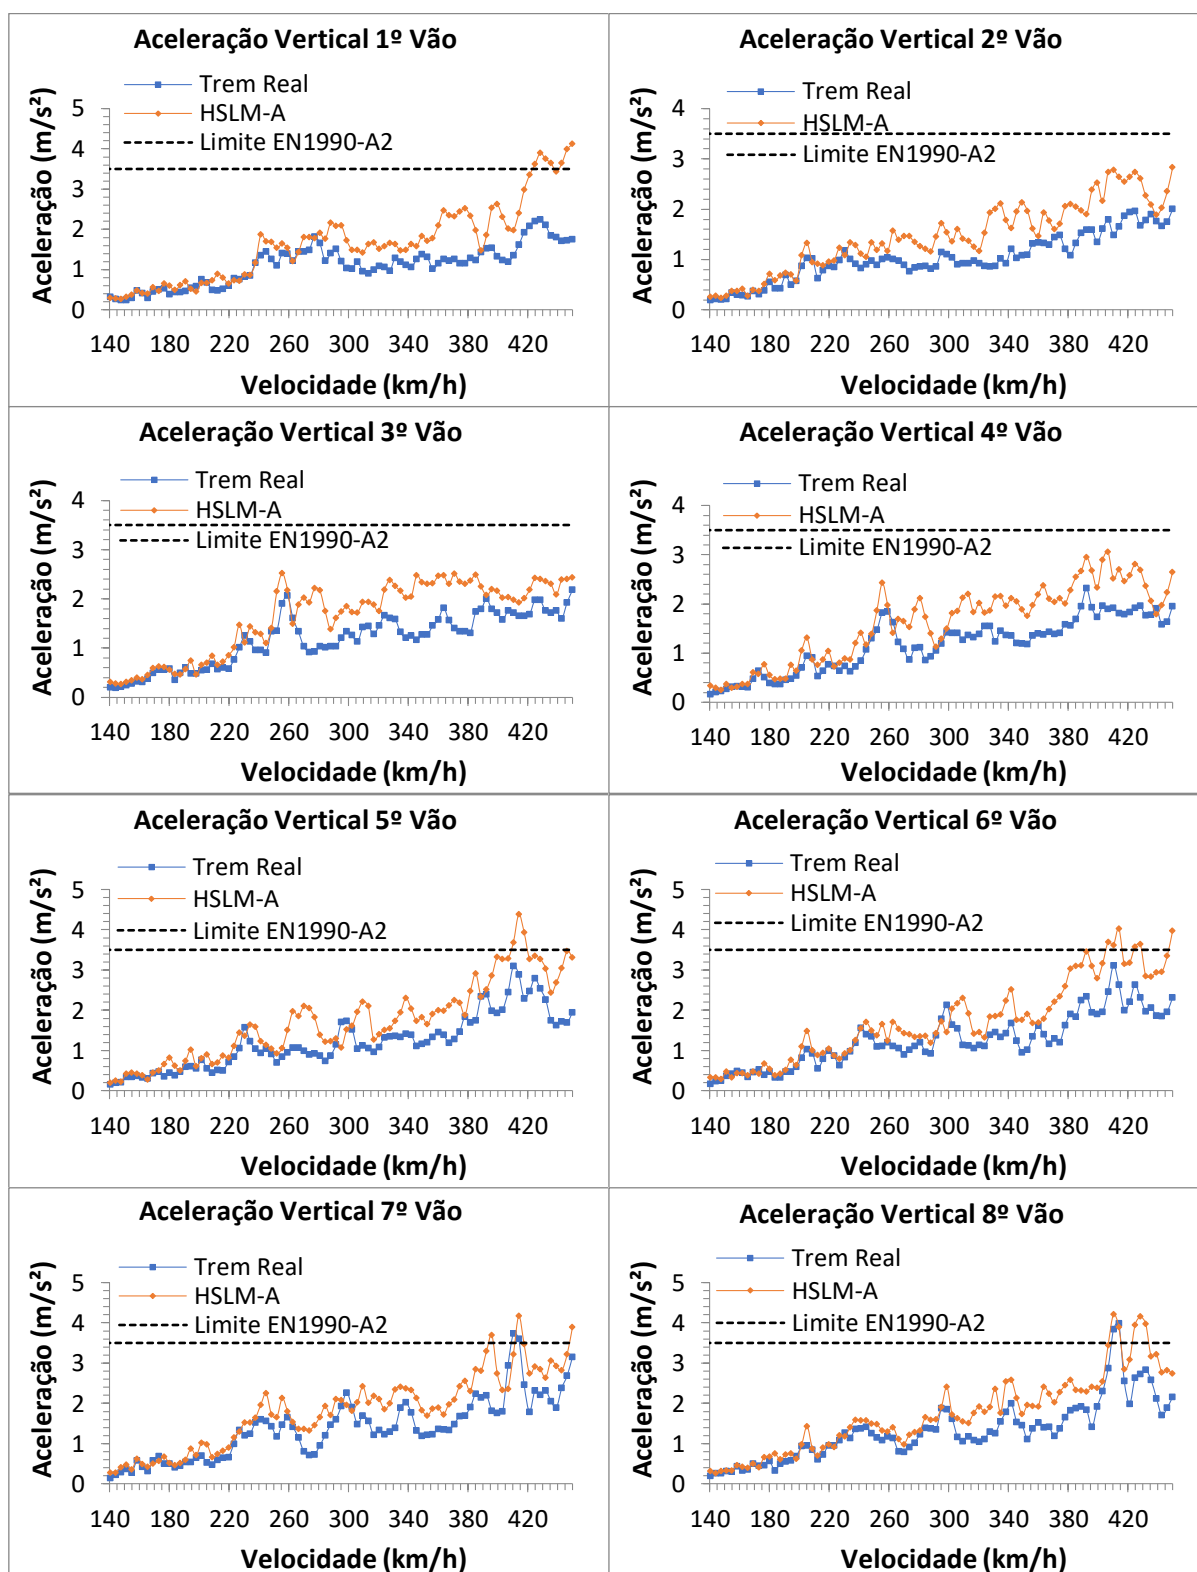 Aceleração Vertical 1º Vão
Trem Real
HSLM-A
Limite EN1990-A2
Aceleração (m/s²)
5
4
3
2
1
0
140 180 220 260 300 340 380 420
Velocidade (km/h)
Aceleração Vertical 2º Vão
Trem Real
HSLM-A
Limite EN1990-A2
Aceleração (m/s²)
4
3
2
1
0
140 180 220 260 300 340 380 420
Velocidade (km/h)
Aceleração Vertical 3º Vão
Trem Real
HSLM-A
Limite EN1990-A2
Aceleração (m/s²)
4
3
2
1
0
140 180 220 260 300 340 380 420
Velocidade (km/h)
Aceleração Vertical 4º Vão
Trem Real
HSLM-A
Limite EN1990-A2
Aceleração (m/s²)
4
3
2
1
0
140 180 220 260 300 340 380 420
Velocidade (km/h)
Aceleração Vertical 5º Vão
Trem Real
HSLM-A
Limite EN1990-A2
Aceleração (m/s²)
5
4
3
2
1
0
140 180 220 260 300 340 380 420
Velocidade (km/h)
Aceleração Vertical 6º Vão
Trem Real
HSLM-A
Limite EN1990-A2
Aceleração (m/s²)
5
4
3
2
1
0
140 180 220 260 300 340 380 420
Velocidade (km/h)
Aceleração Vertical 7º Vão
Trem Real
HSLM-A
Limite EN1990-A2
Aceleração (m/s²)
5
4
3
2
1
0
140 180 220 260 300 340 380 420
Velocidade (km/h)
Aceleração Vertical 8º Vão
Trem Real
HSLM-A
Limite EN1990-A2
Aceleração (m/s²)
5
4
3
2
1
0
140 180 220 260 300 340 380 420
Velocidade (km/h)